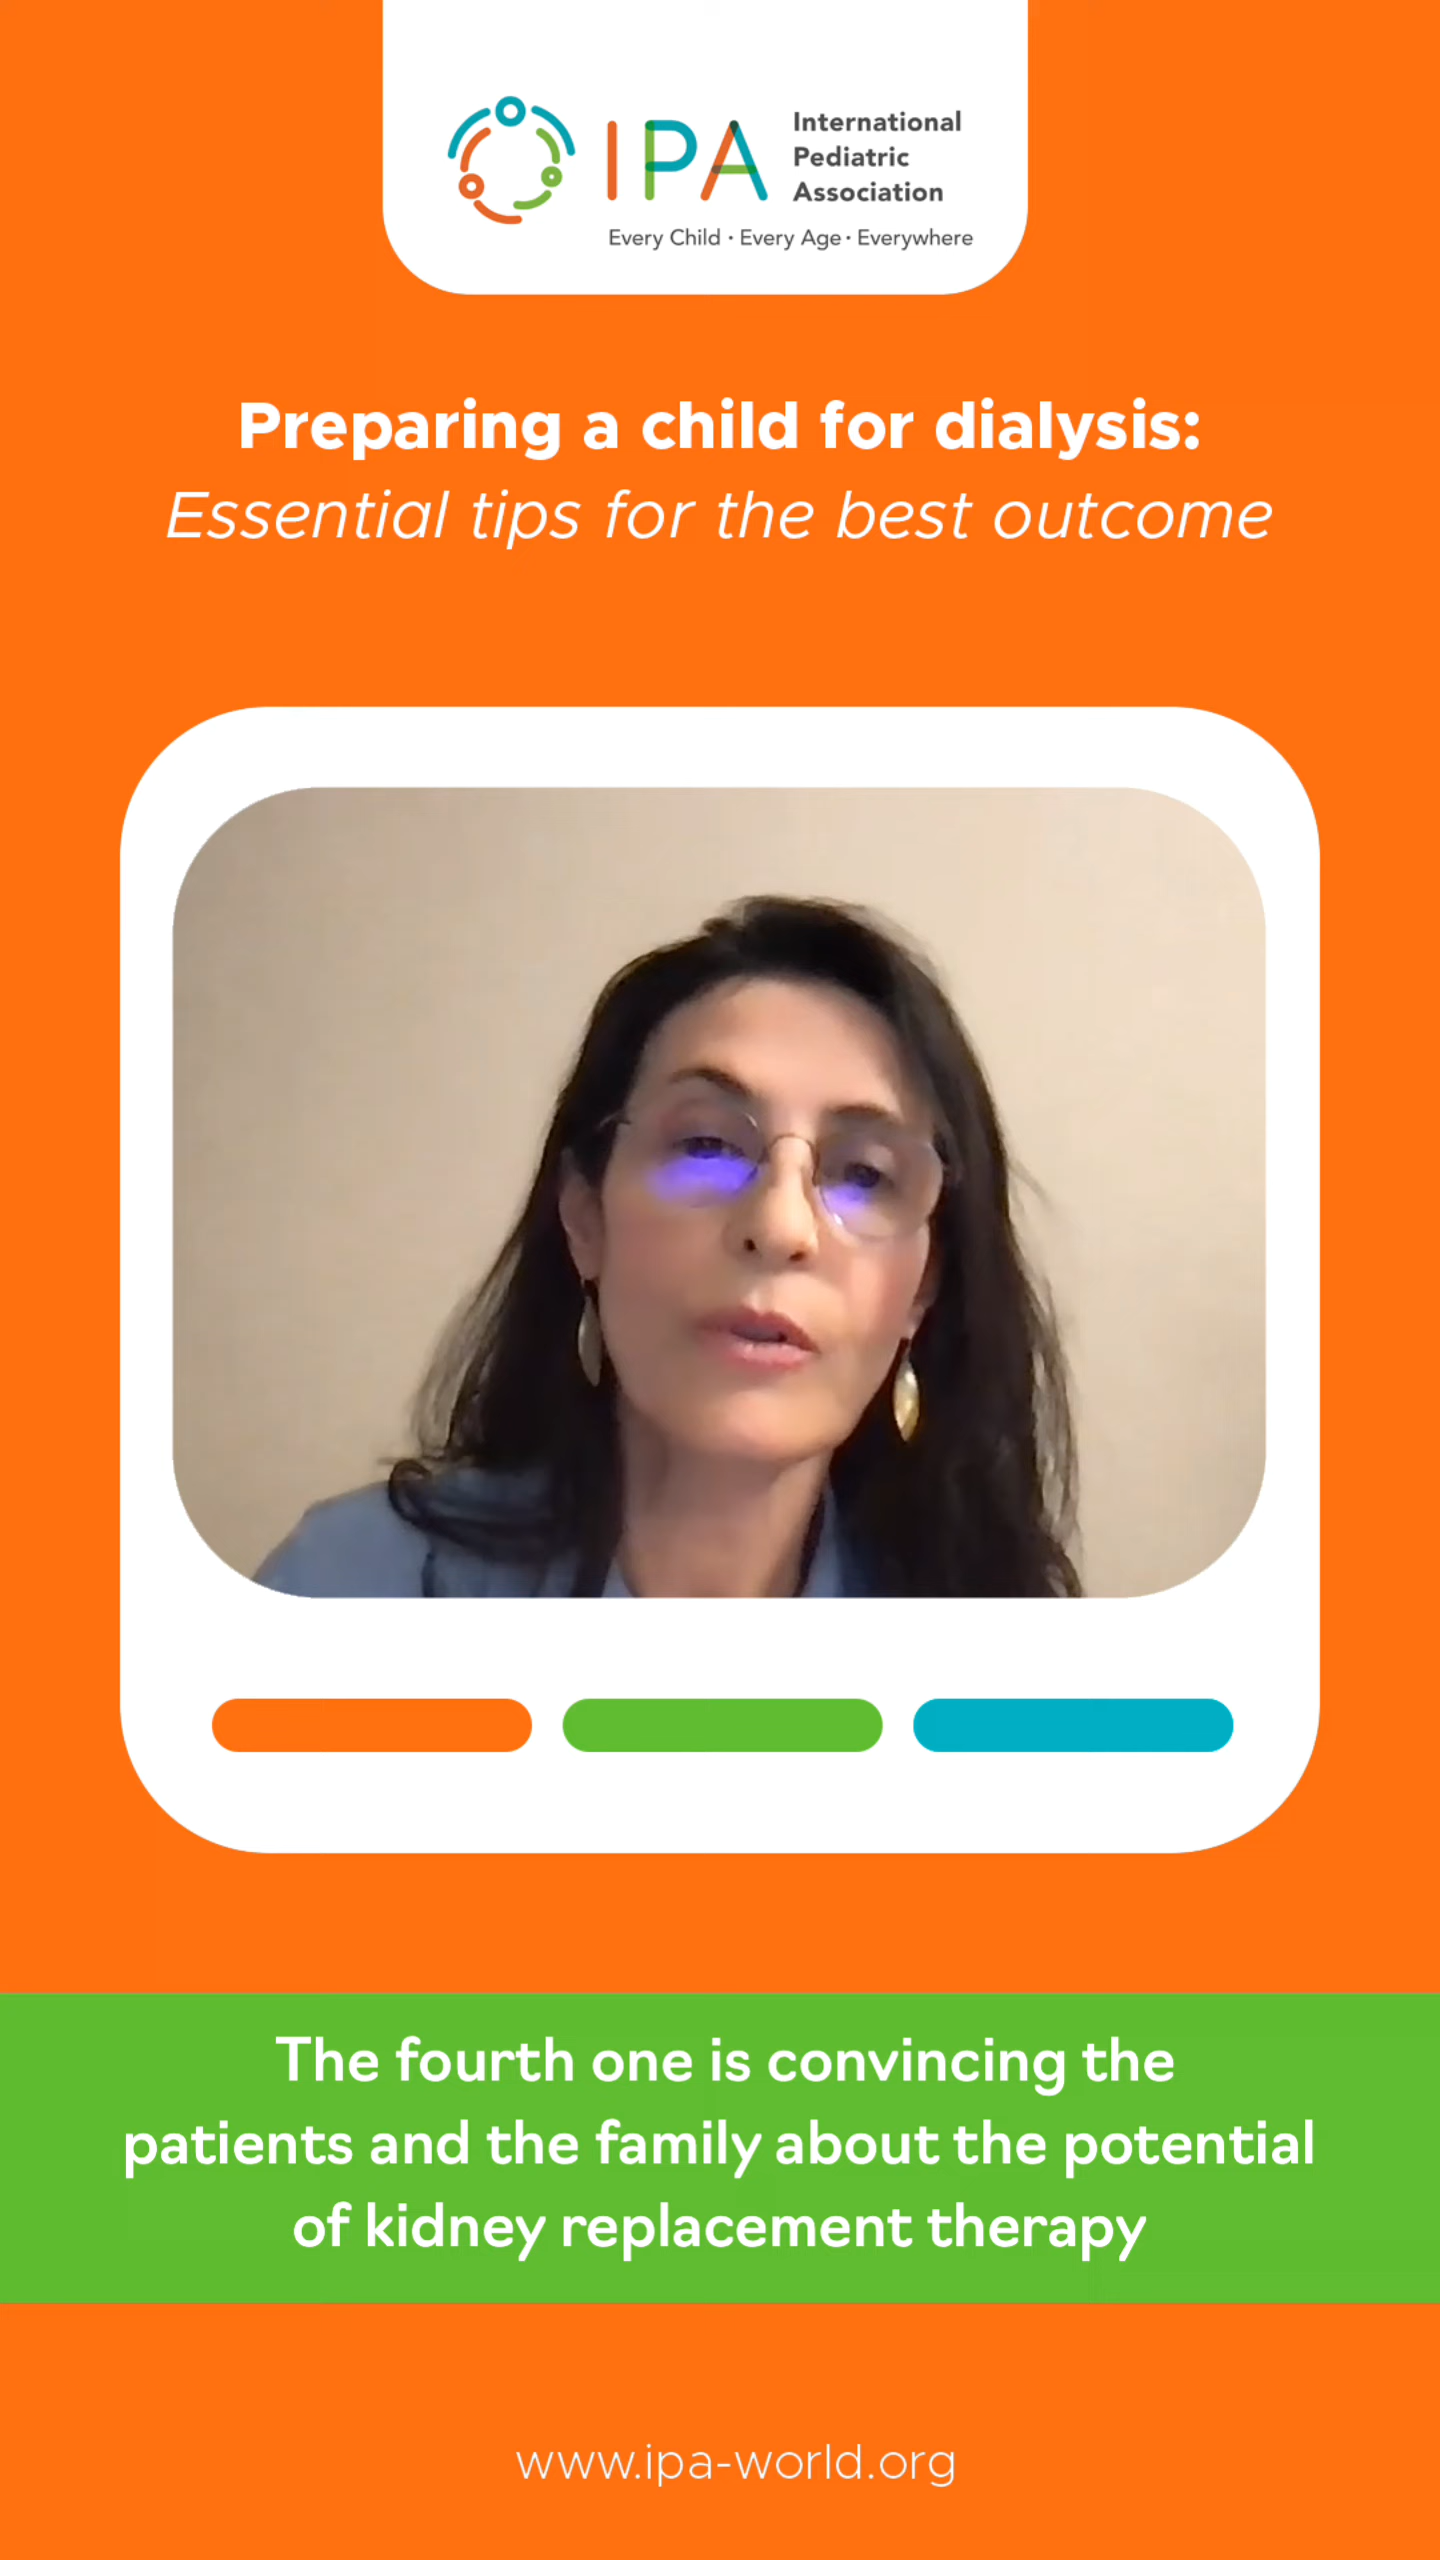 IPA
International
Pediatric
Association
Every Child · Every Age · Everywhere
Preparing a child for dialysis:
Essential tips for the best outcome
The fourth one is convincing the
patients and the family about the potential
of kidney replacement therapy
www.ipa-world.org